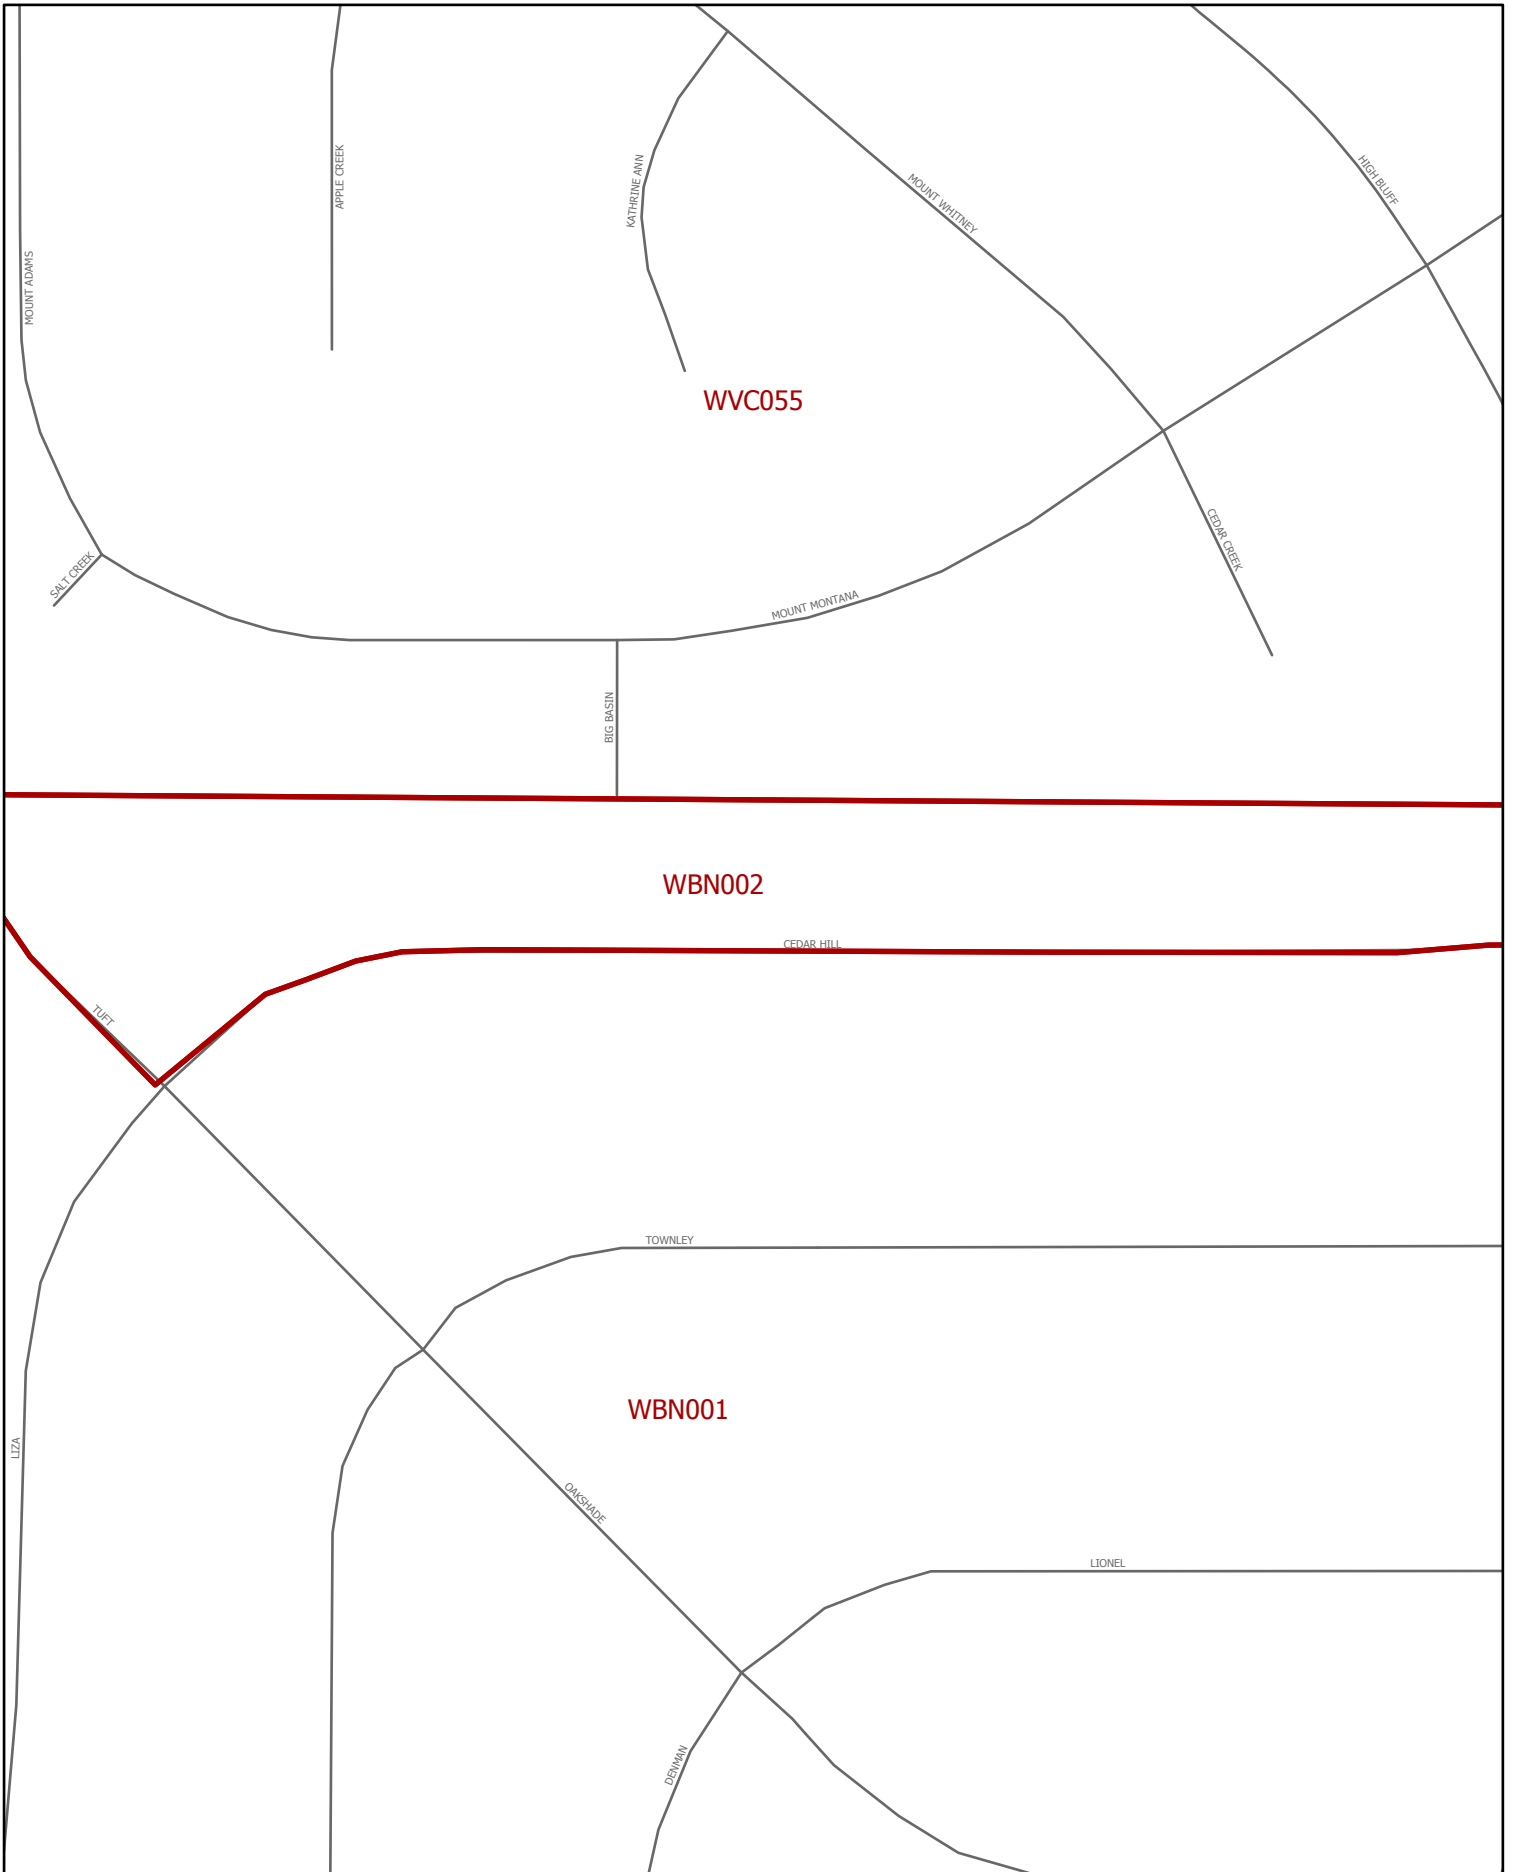 APPLE CREEK
KATHRINE ANN
MOUNT WHITNEY
HIGH BLUFF
MOUNT ADAMS
WVC055
CEDAR CREEK
SALT CREEK
MOUNT MONTANA
BIG BASIN
WBN002
CEDAR HILL
TUFT
TOWNLEY
WBN001
LIZA
OAKSHADE
LIONEL
DENMAN